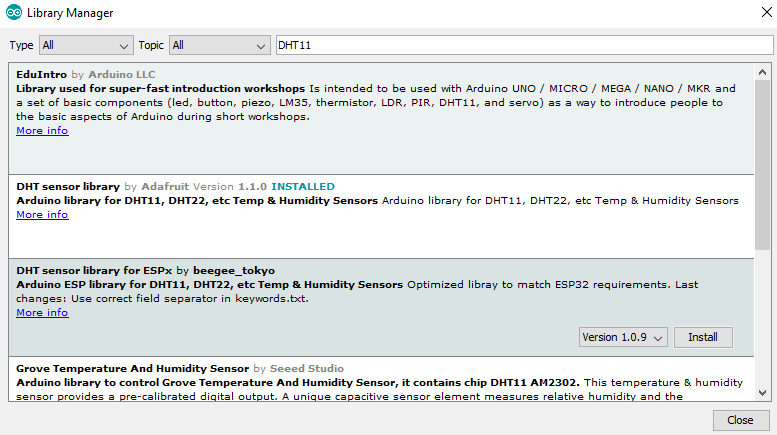 Library Manager
Type All Topic All DHT11
EduIntro by Arduino LLC
Library used for super-fast introduction workshops Is intended to be used with Arduino UNO / MICRO / MEGA / NANO / MKR and
a set of basic components (led, button, piezo, LM35, thermistor, LDR, PIR, DHT11, and servo) as a way to introduce people to
the basic aspects of Arduino during short workshops.
More info
DHT sensor library by Adafruit Version 1.1.0 INSTALLED
Arduino library for DHT11, DHT22, etc Temp & Humidity Sensors Arduino library for DHT11, DHT22, etc Temp & Humidity Sensors
More info
DHT sensor library for ESPx by beegee_tokyo
Arduino ESP library for DHT11, DHT22, etc Temp & Humidity Sensors Optimized libray to match ESP32 requirements. Last
changes: Use correct field separator in keywords.txt.
More info
Version 1.0.9 Install
Grove Temperature And Humidity Sensor by Seeed Studio
Arduino library to control Grove Temperature And Humidity Sensor, it contains chip DHT11 AM2302. This temperature & humidity
sensor provides a pre-calibrated digital output. A unique capacitive sensor element measures relative humidity and the
Close